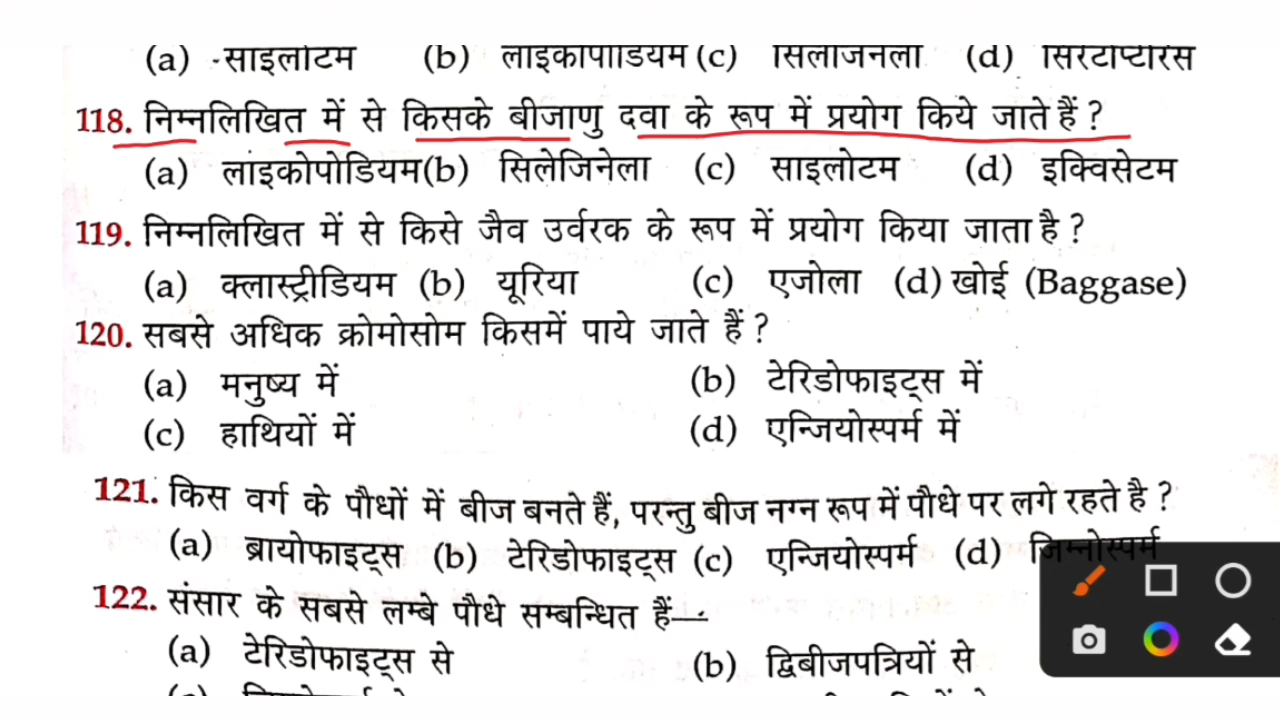 (a) साइलोटम (b) लाइकोपोडियम (c) सिलेजिनेला (d)
118. निम्नलिखित में से किसके बीजाणु दवा के रूप में प्रयोग किये जाते हैं ?
(a) लांइकोपोडियम (b) सिलेजिनेला (c) साइलोटम (d) इक्विसेटम
119. निम्नलिखित में से किसे जैव उर्वरक के रूप में प्रयोग किया जाता है ?
(a) क्लास्ट्रीडियम (b) यूरिया (c) एजोला (d) खोई (Baggase)
120. सबसे अधिक क्रोमोसोम किसमें पाये जाते हैं ?
(a) मनुष्य में (b) टेरिडोफाइट्स में
(c) हाथियों में (d) एन्जियोस्पर्म में
121. किस वर्ग के पौधों में बीज बनते हैं, परन्तु बीज नग्न रूप में पौधे पर लगे रहते है ?
(a) ब्रायोफाइट्स (b) टेरिडोफाइट्स (c) एन्जियोस्पर्म (d) जिम्नोस्पर्म
122. संसार के सबसे लम्बे पौधे सम्बन्धित हैं—
(a) टेरिडोफाइट्स से (b) द्विबीजपत्रियों से